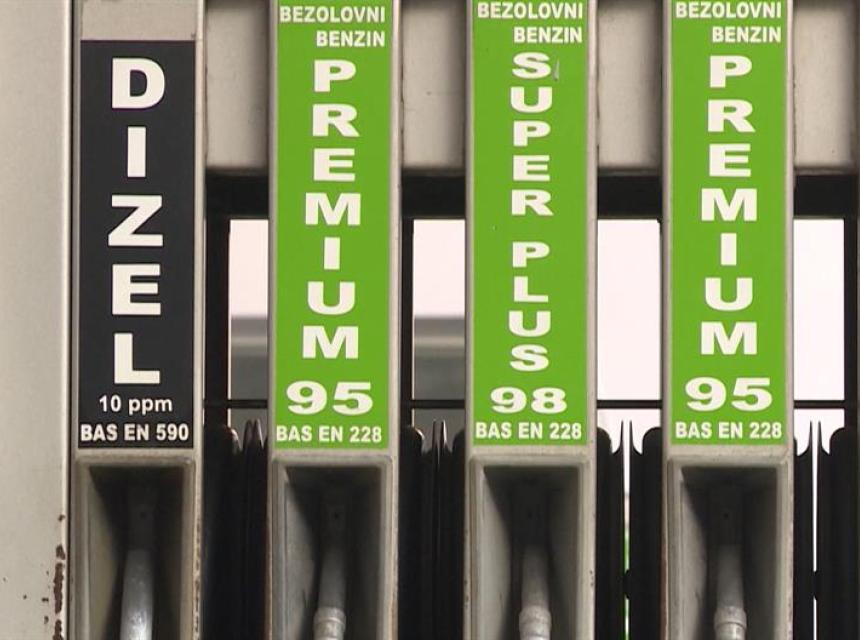 DIZEL
10 ppm
BAS EN 590
BEZOLOVNI
BENZIN
PREMIUM
95
BAS EN 228
BEZOLOVNI
BENZIN
SUPER PLUS
98
BAS EN 228
BEZOLOVNI
BENZIN
PREMIUM
95
BAS EN 228